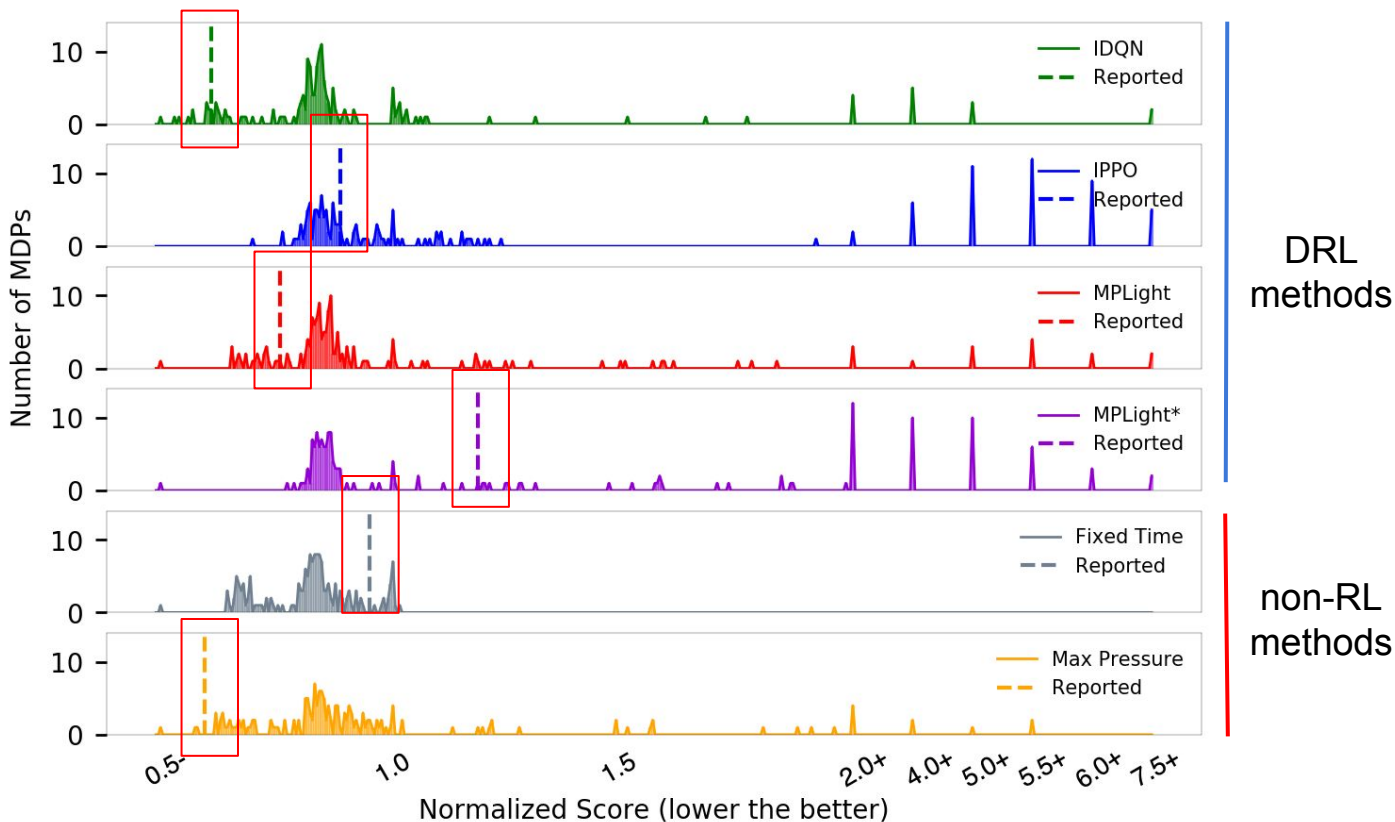 Number of MDPs
10
0
IDQN
Reported
10
0
IPPO
Reported
10
0
MPLight
Reported
10
0
MPLight*
Reported
10
0
Fixed Time
Reported
10
0
Max Pressure
Reported
0.5-
1.0
1.5
2.0+
4.0+
5.0+
5.5+
6.0+
7.5+
Normalized Score (lower the better)
DRL
methods
non-RL
methods